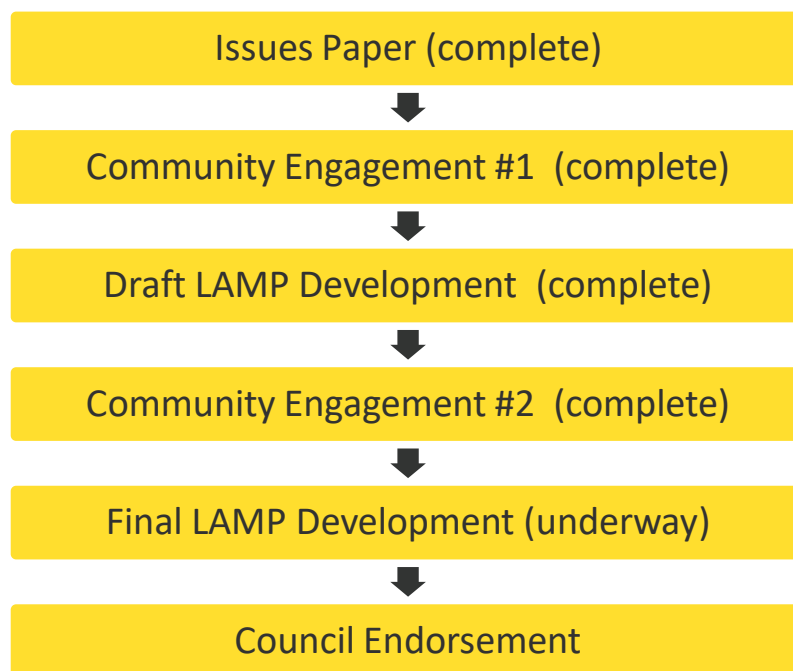 Issues Paper (complete)
Community Engagement #1 (complete)
Draft LAMP Development (complete)
Community Engagement #2 (complete)
Final LAMP Development (underway)
Council Endorsement